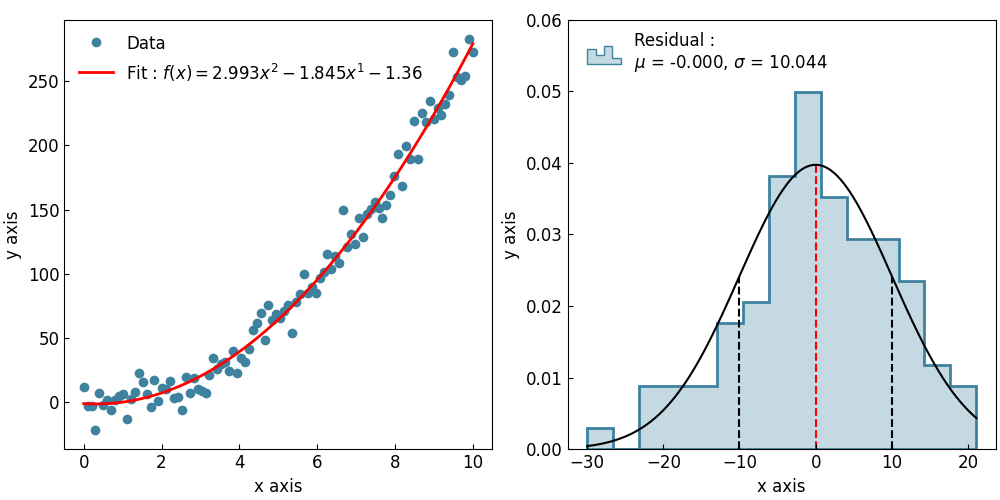 Data
Fit : f(x) = 2.993x² − 1.845x¹ − 1.36
250
200
150
100
50
0
y axis
0 2 4 6 8 10
x axis
Residual :
μ = -0.000, σ = 10.044
0.06
0.05
0.04
0.03
0.02
0.01
0.00
y axis
−30 −20 −10 0 10 20
x axis